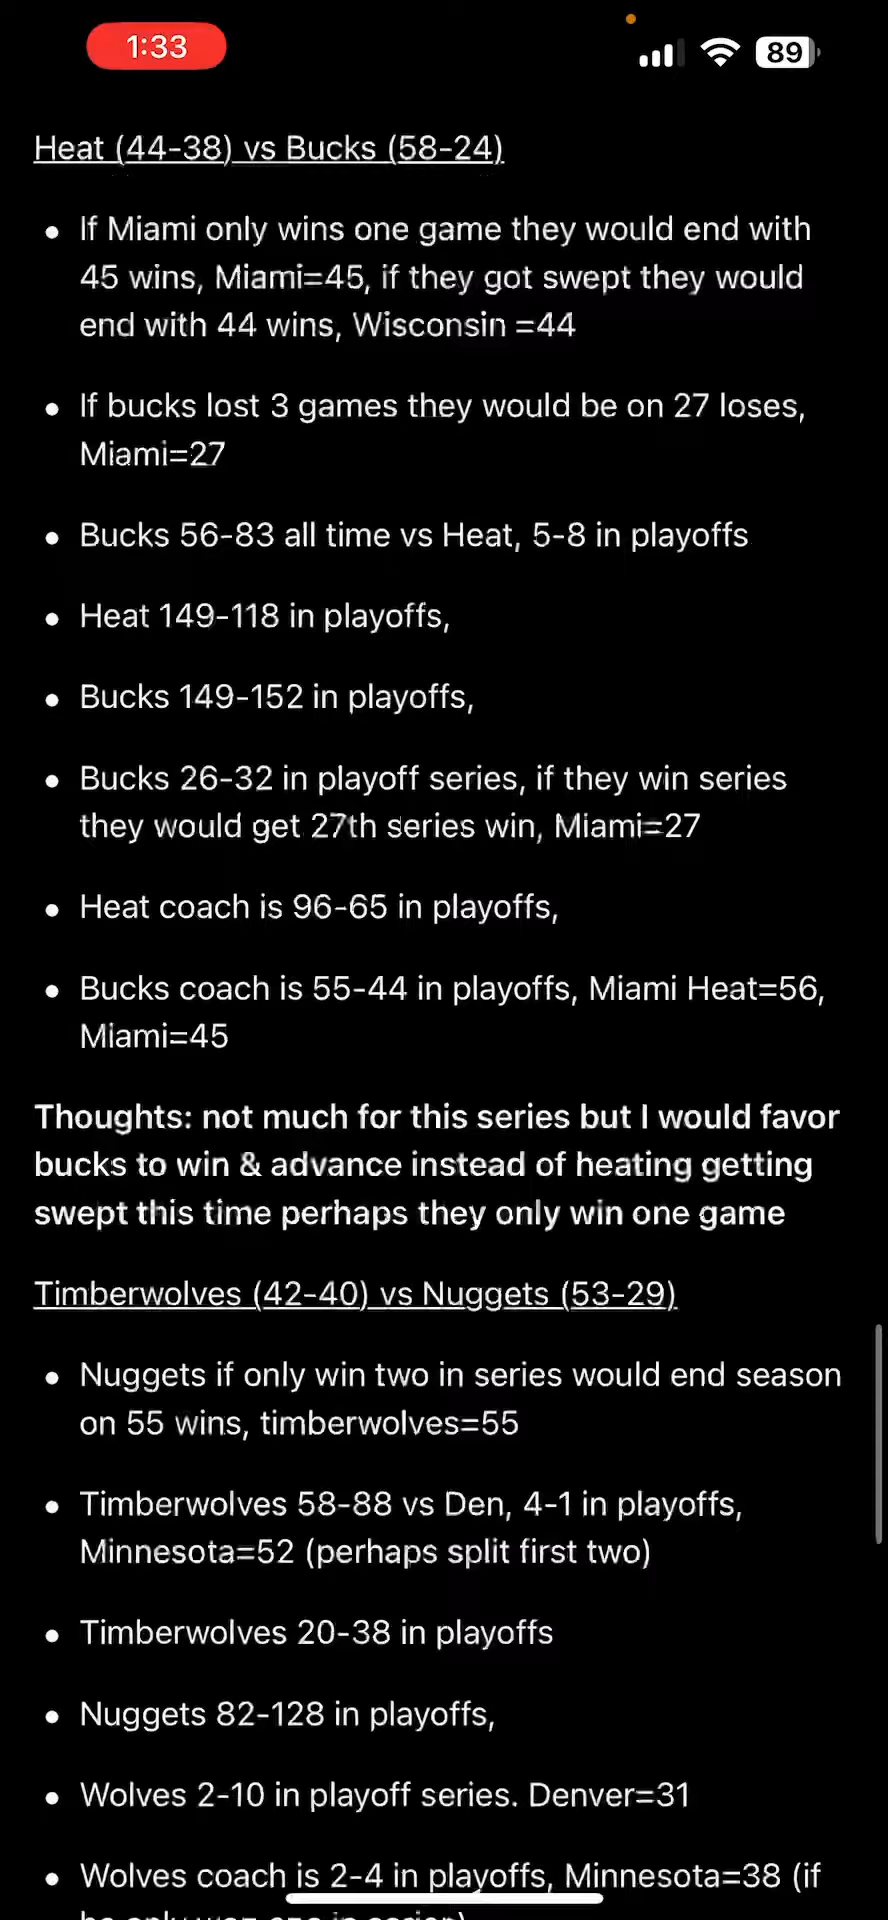 1:33
89
Heat (44-38) vs Bucks (58-24)
• If Miami only wins one game they would end with
45 wins, Miami=45, if they got swept they would
end with 44 wins, Wisconsin =44
• If bucks lost 3 games they would be on 27 loses,
Miami=27
• Bucks 56-83 all time vs Heat, 5-8 in playoffs
• Heat 149-118 in playoffs,
• Bucks 149-152 in playoffs,
• Bucks 26-32 in playoff series, if they win series
they would get 27th series win, Miami=27
• Heat coach is 96-65 in playoffs,
• Bucks coach is 55-44 in playoffs, Miami Heat=56,
Miami=45
Thoughts: not much for this series but I would favor
bucks to win & advance instead of heating getting
swept this time perhaps they only win one game
Timberwolves (42-40) vs Nuggets (53-29)
• Nuggets if only win two in series would end season
on 55 wins, timberwolves=55
• Timberwolves 58-88 vs Den, 4-1 in playoffs,
Minnesota=52 (perhaps split first two)
• Timberwolves 20-38 in playoffs
• Nuggets 82-128 in playoffs,
• Wolves 2-10 in playoff series. Denver=31
• Wolves coach is 2-4 in playoffs, Minnesota=38 (if